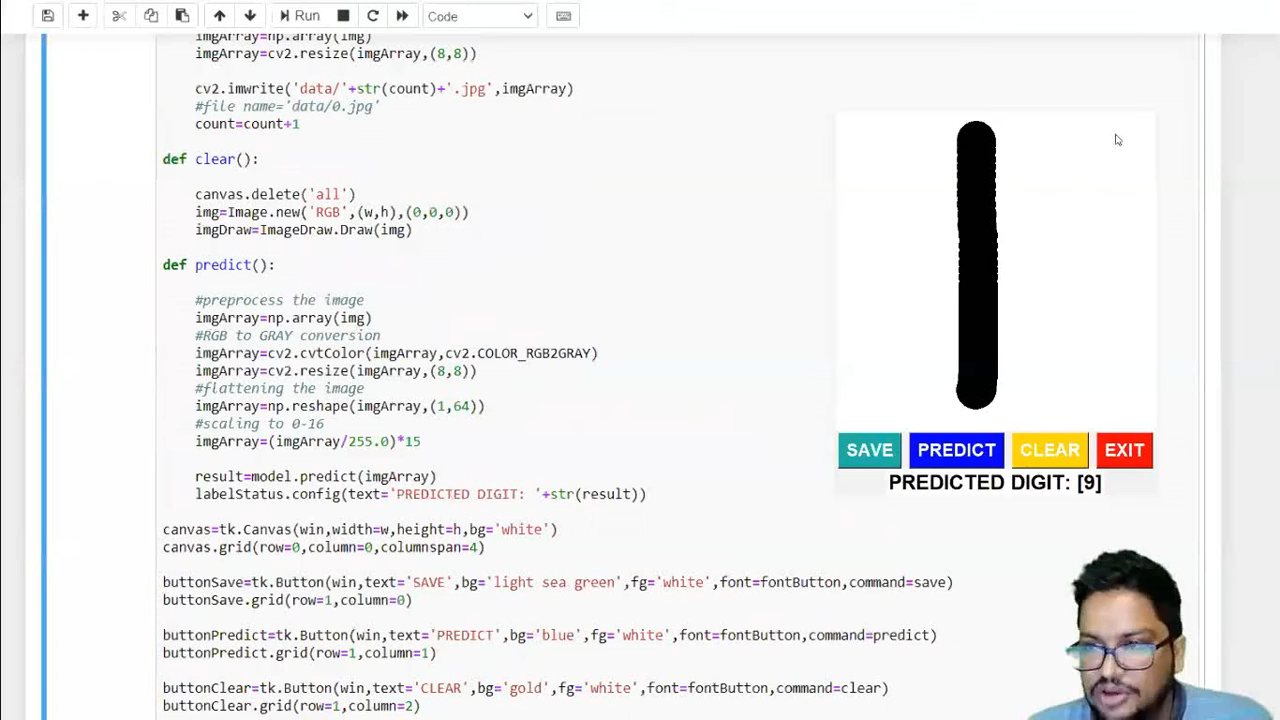 Run
Code
imgArray=np.array(img)
imgArray=cv2.resize(imgArray,(8,8))
cv2.imwrite('data/'+str(count)+'.jpg',imgArray)
#file name='data/0.jpg'
count=count+1
def clear():
canvas.delete('all')
img=Image.new('RGB',(w,h),(0,0,0))
imgDraw=ImageDraw.Draw(img)
def predict():
#preprocess the image
imgArray=np.array(img)
#RGB to GRAY conversion
imgArray=cv2.cvtColor(imgArray,cv2.COLOR_RGB2GRAY)
imgArray=cv2.resize(imgArray,(8,8))
#flattening the image
imgArray=np.reshape(imgArray,(1,64))
#scaling to 0-16
imgArray=(imgArray/255.0)*15
result=model.predict(imgArray)
labelStatus.config(text='PREDICTED DIGIT: '+str(result))
canvas=tk.Canvas(win,width=w,height=h,bg='white')
canvas.grid(row=0,column=0,columnspan=4)
buttonSave=tk.Button(win,text='SAVE',bg='light sea green',fg='white',font=fontButton,command=save)
buttonSave.grid(row=1,column=0)
buttonPredict=tk.Button(win,text='PREDICT',bg='blue',fg='white',font=fontButton,command=predict)
buttonPredict.grid(row=1,column=1)
buttonClear=tk.Button(win,text='CLEAR',bg='gold',fg='white',font=fontButton,command=clear)
buttonClear.grid(row=1,column=2)
SAVE PREDICT CLEAR EXIT
PREDICTED DIGIT: [9]